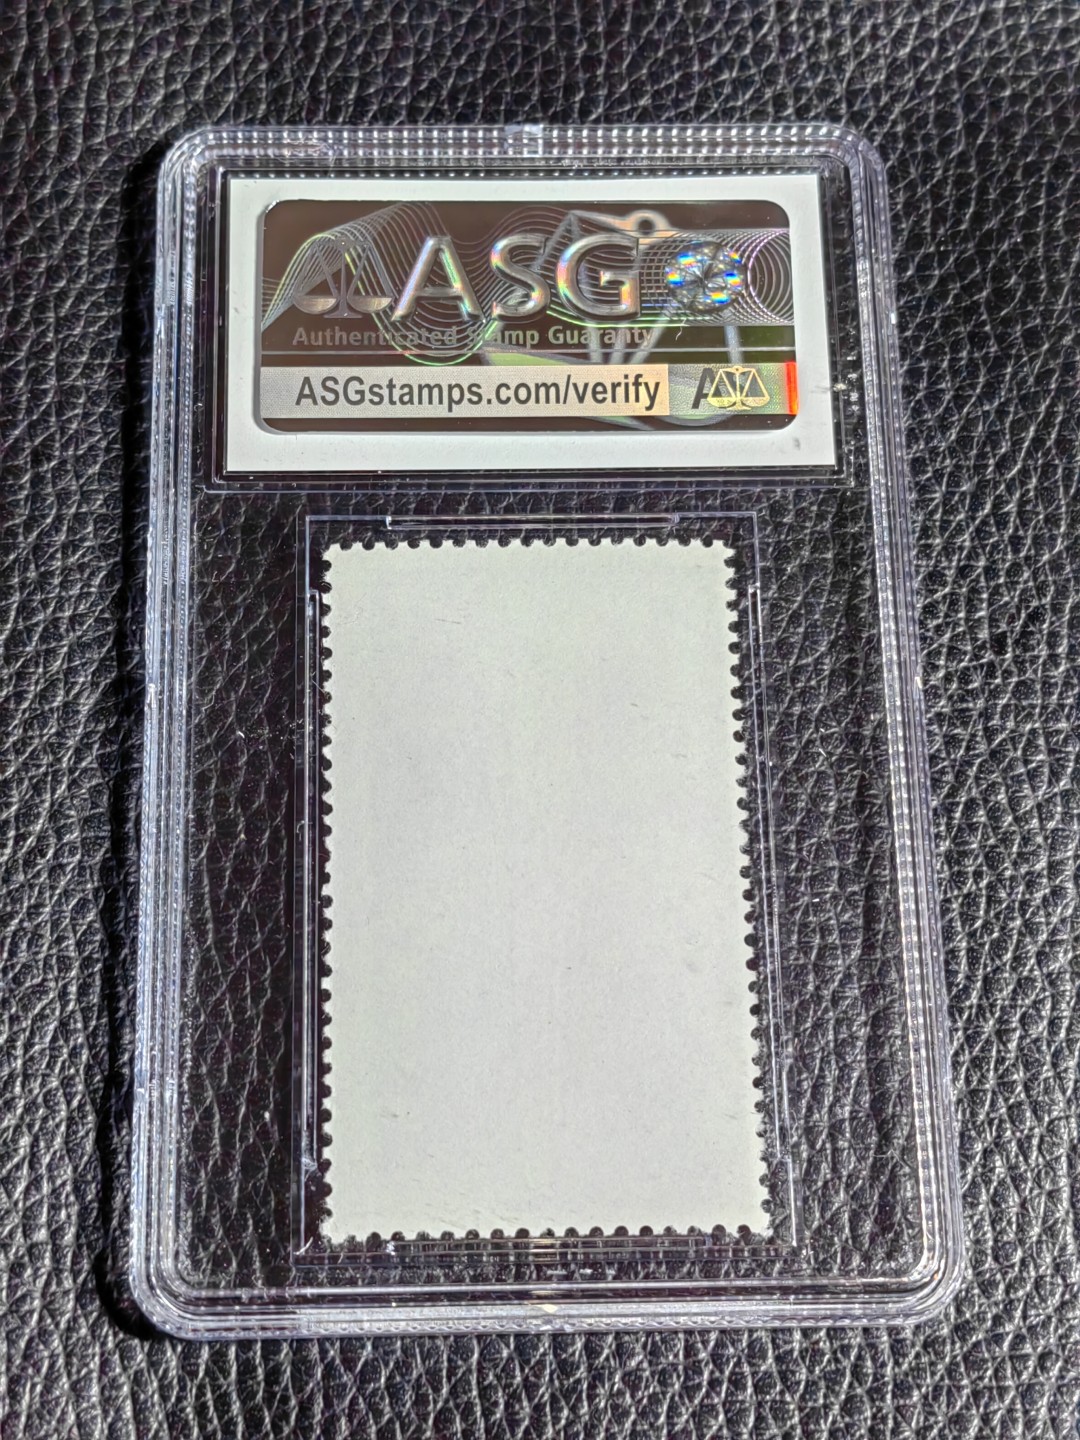 ASG
Authenticated Stamp Guaranty
ASGstamps.com/verify